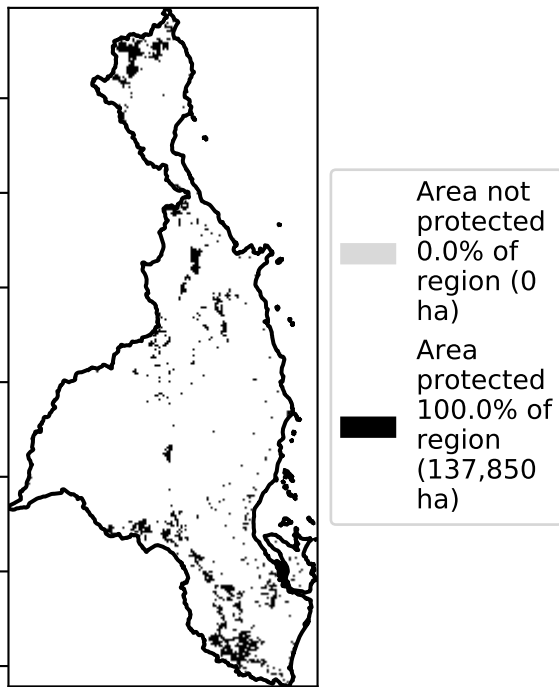 Area not
protected
0.0% of
region (0
ha)
Area
protected
100.0% of
region
(137,850
ha)